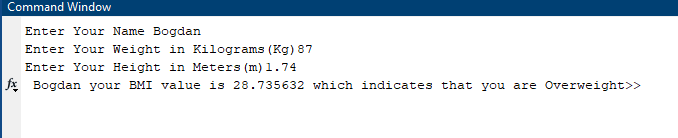 Command Window
Enter Your Name Bogdan
Enter Your Weight in Kilograms(Kg)87
Enter Your Height in Meters(m)1.74
fx Bogdan your BMI value is 28.735632 which indicates that you are Overweight>>